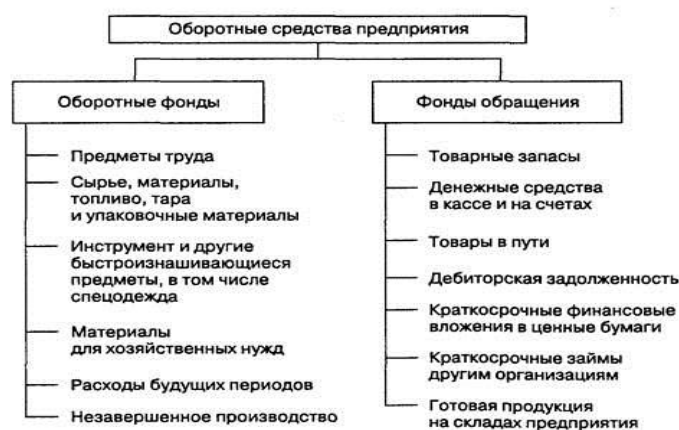 Оборотные средства предприятия
Оборотные фонды
Предметы труда
Сырье, материалы,
топливо, тара
и упаковочные материалы
Инструмент и другие
быстроизнашивающиеся
предметы, в том числе
спецодежда
Материалы
для хозяйственных нужд
Расходы будущих периодов
Незавершенное производство
Фонды обращения
Товарные запасы
Денежные средства
в кассе и на счетах
Товары в пути
Дебиторская задолженность
Краткосрочные финансовые
вложения в ценные бумаги
Краткосрочные займы
другим организациям
Готовая продукция
на складах предприятия